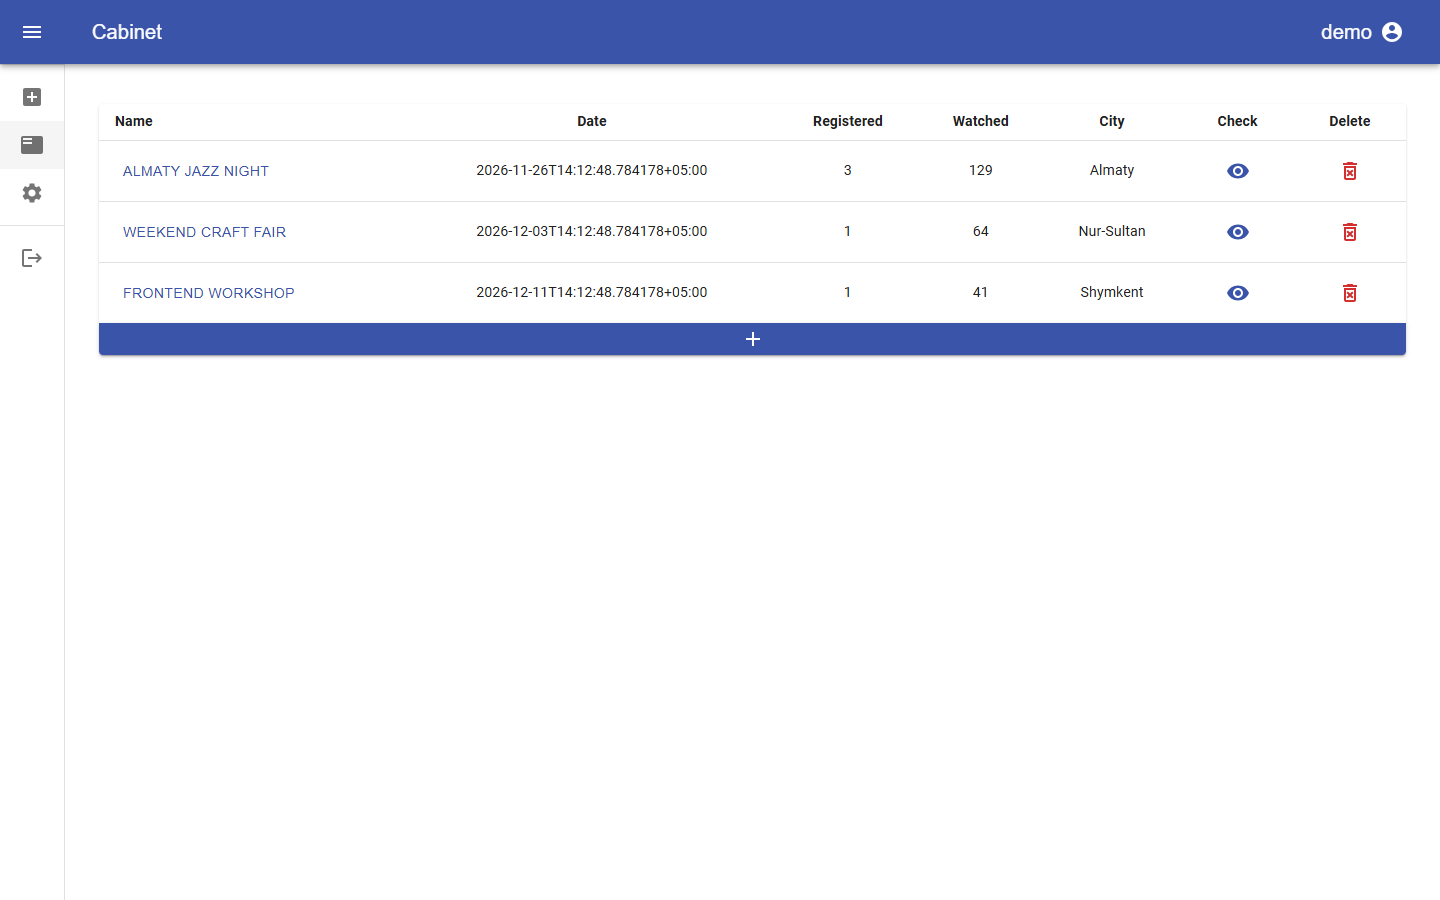 Cabinet demo
Name Date Registered Watched City Check Delete
ALMATY JAZZ NIGHT 2026-11-26T14:12:48.784178+05:00 3 129 Almaty
WEEKEND CRAFT FAIR 2026-12-03T14:12:48.784178+05:00 1 64 Nur-Sultan
FRONTEND WORKSHOP 2026-12-11T14:12:48.784178+05:00 1 41 Shymkent